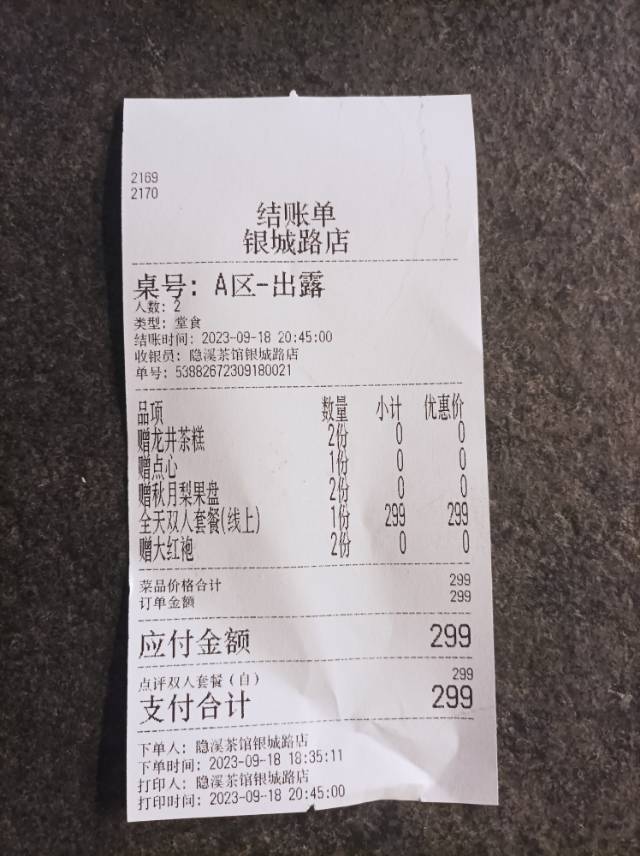 2169
2170
结账单
银城路店
桌号: A区-出露
人数: 2
类型: 堂食
结账时间: 2023-09-18 20:45:00
收银员: 隐溪茶馆银城路店
单号: 53882672309180021
品项 数量 小计 优惠价
赠龙井茶糕 2份 0 0
赠点心 1份 0 0
赠秋月梨果盘 2份 0 0
全天双人套餐(线上) 1份 299 299
赠大红袍 2份 0 0
菜品价格合计 299
订单金额 299
应付金额 299
点评双人套餐(自) 299
支付合计 299
下单人: 隐溪茶馆银城路店
下单时间: 2023-09-18 18:35:11
打印人: 隐溪茶馆银城路店
打印时间: 2023-09-18 20:45:00